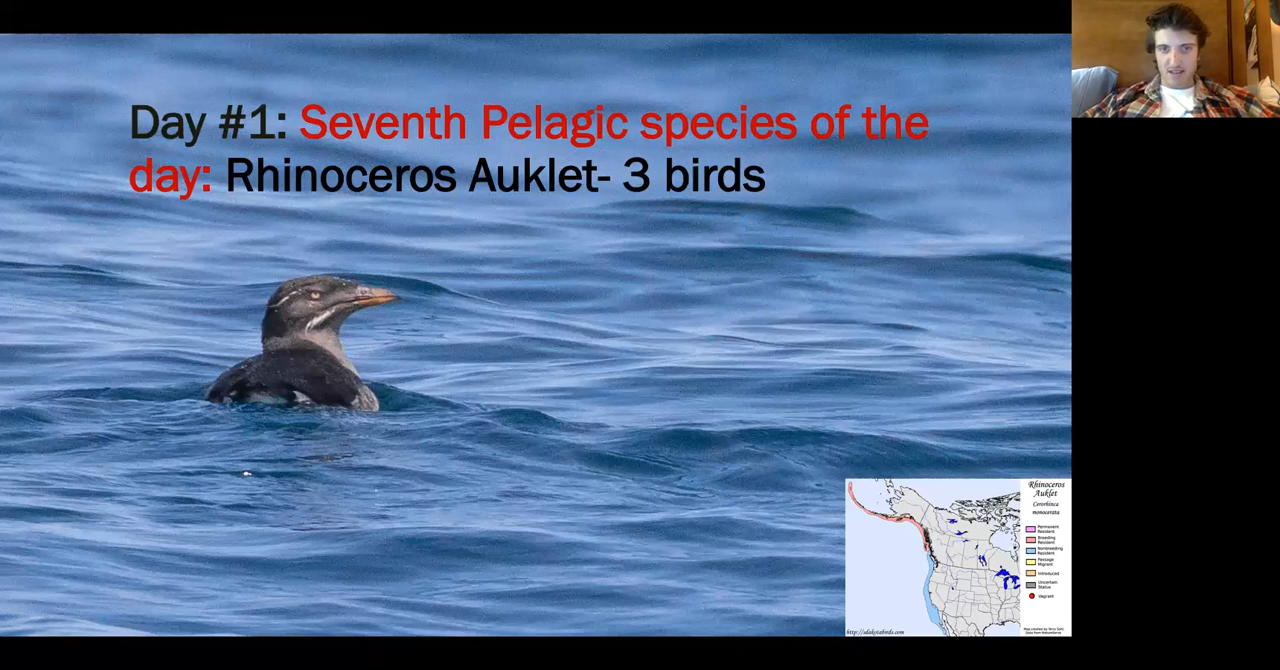 Day #1: Seventh Pelagic species of the
day: Rhinoceros Auklet- 3 birds
Rhinoceros
Auklet
Cerorhinca
monocerata
Permanent
Resident
Breeding
Resident
Nonbreeding
Resident
Passage
Migrant
Introduced
Uncertain
Status
Vagrant
http://sdakotabirds.com